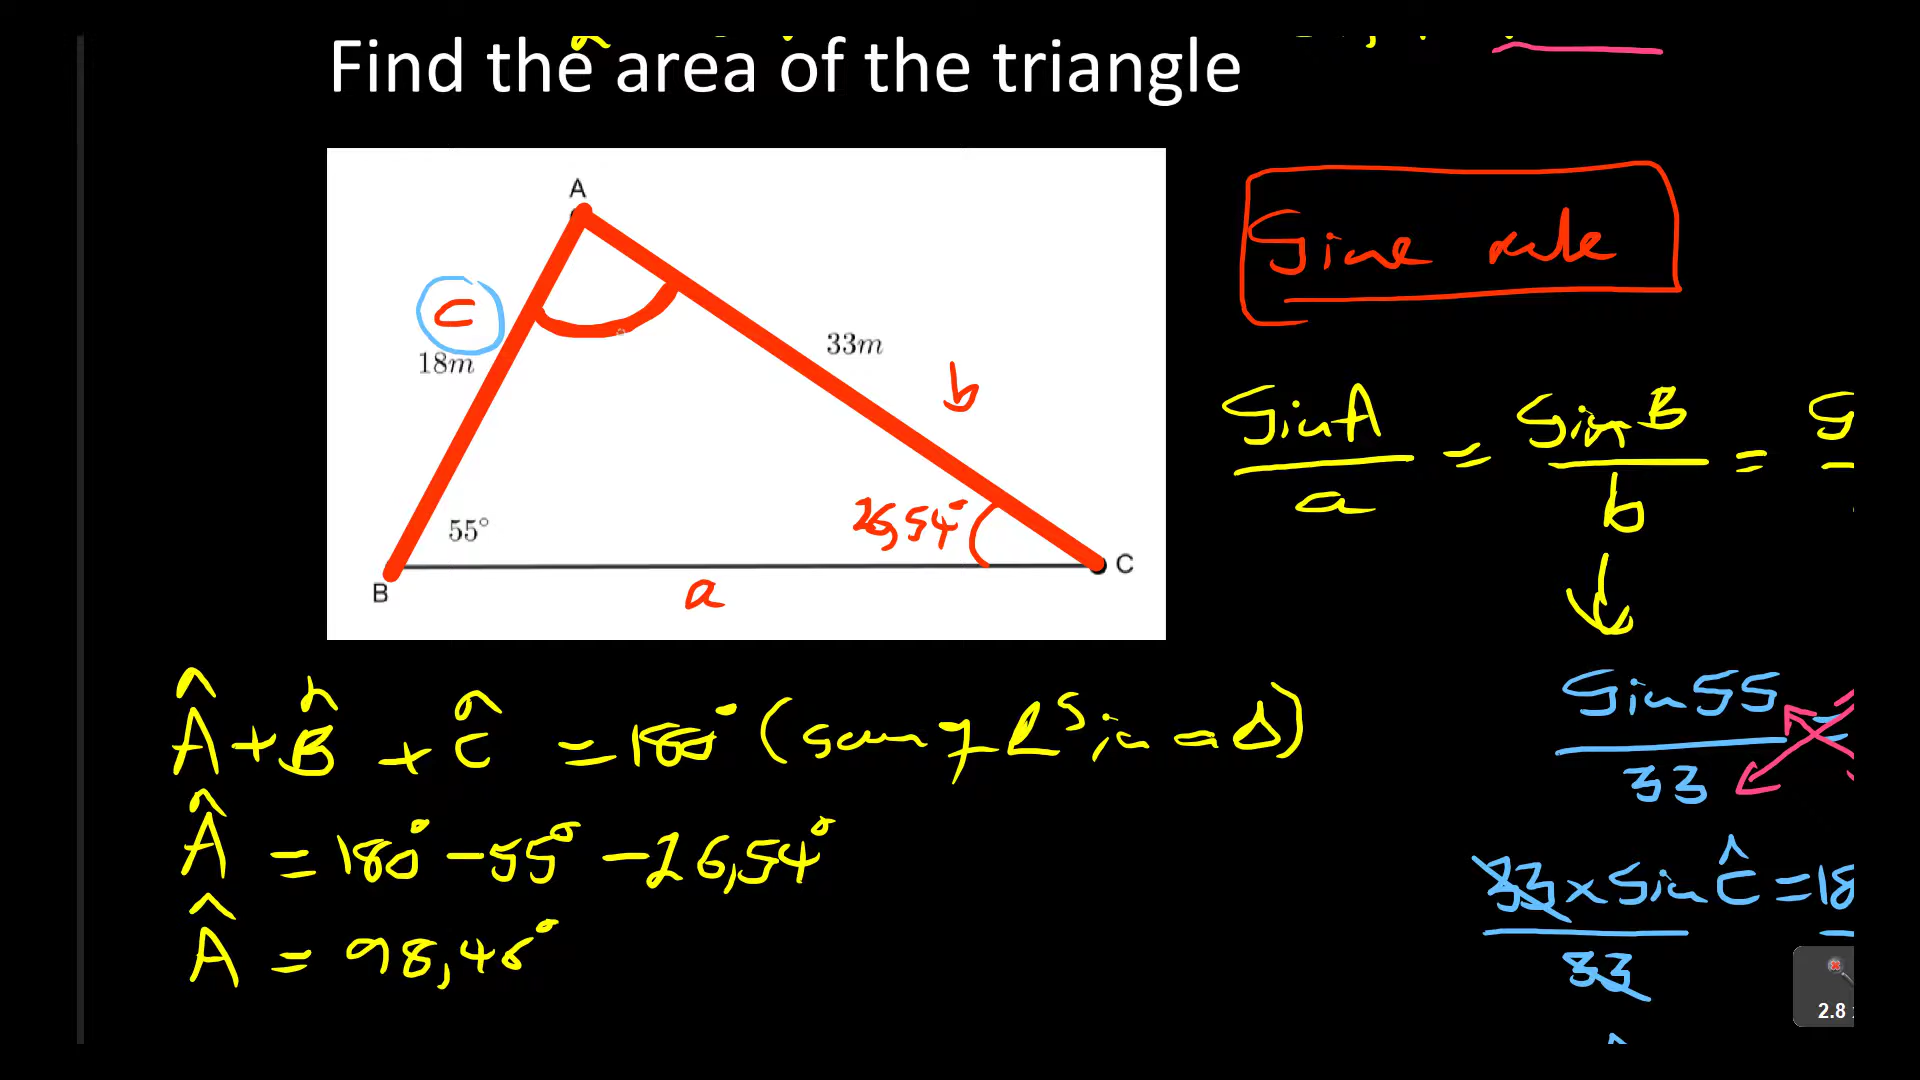 Find the area of the triangle
A
c
18m
33m
b
55°
26,54°
B
a
C
Sine rule
SinA = SinB =
a b
Sin55 =
33
Â + B̂ + Ĉ = 180° (sum of L^s in a Δ)
Â = 180° - 55° - 26,54°
Â = 98,46°
33 x Sin Ĉ = 18
33
2.8